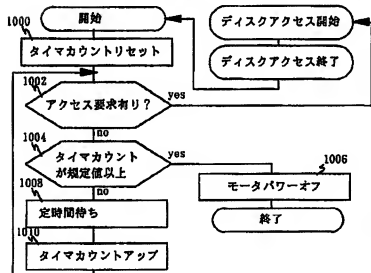 開始
1000
タイマカウントリセット
ディスクアクセス開始
ディスクアクセス終了
1002
アクセス要求有り?
yes
no
1004
タイマカウント
が規定値以上
yes
no
1006
モータパワーオフ
終了
1008
定時間待ち
1010
タイマカウントアップ